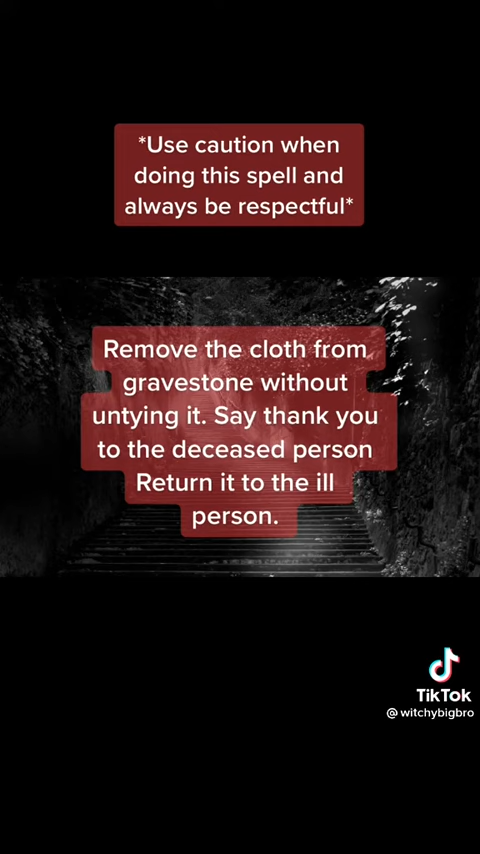 *Use caution when
doing this spell and
always be respectful*
Remove the cloth from
gravestone without
untying it. Say thank you
to the deceased person
Return it to the ill
person.
TikTok
@witchybigbro